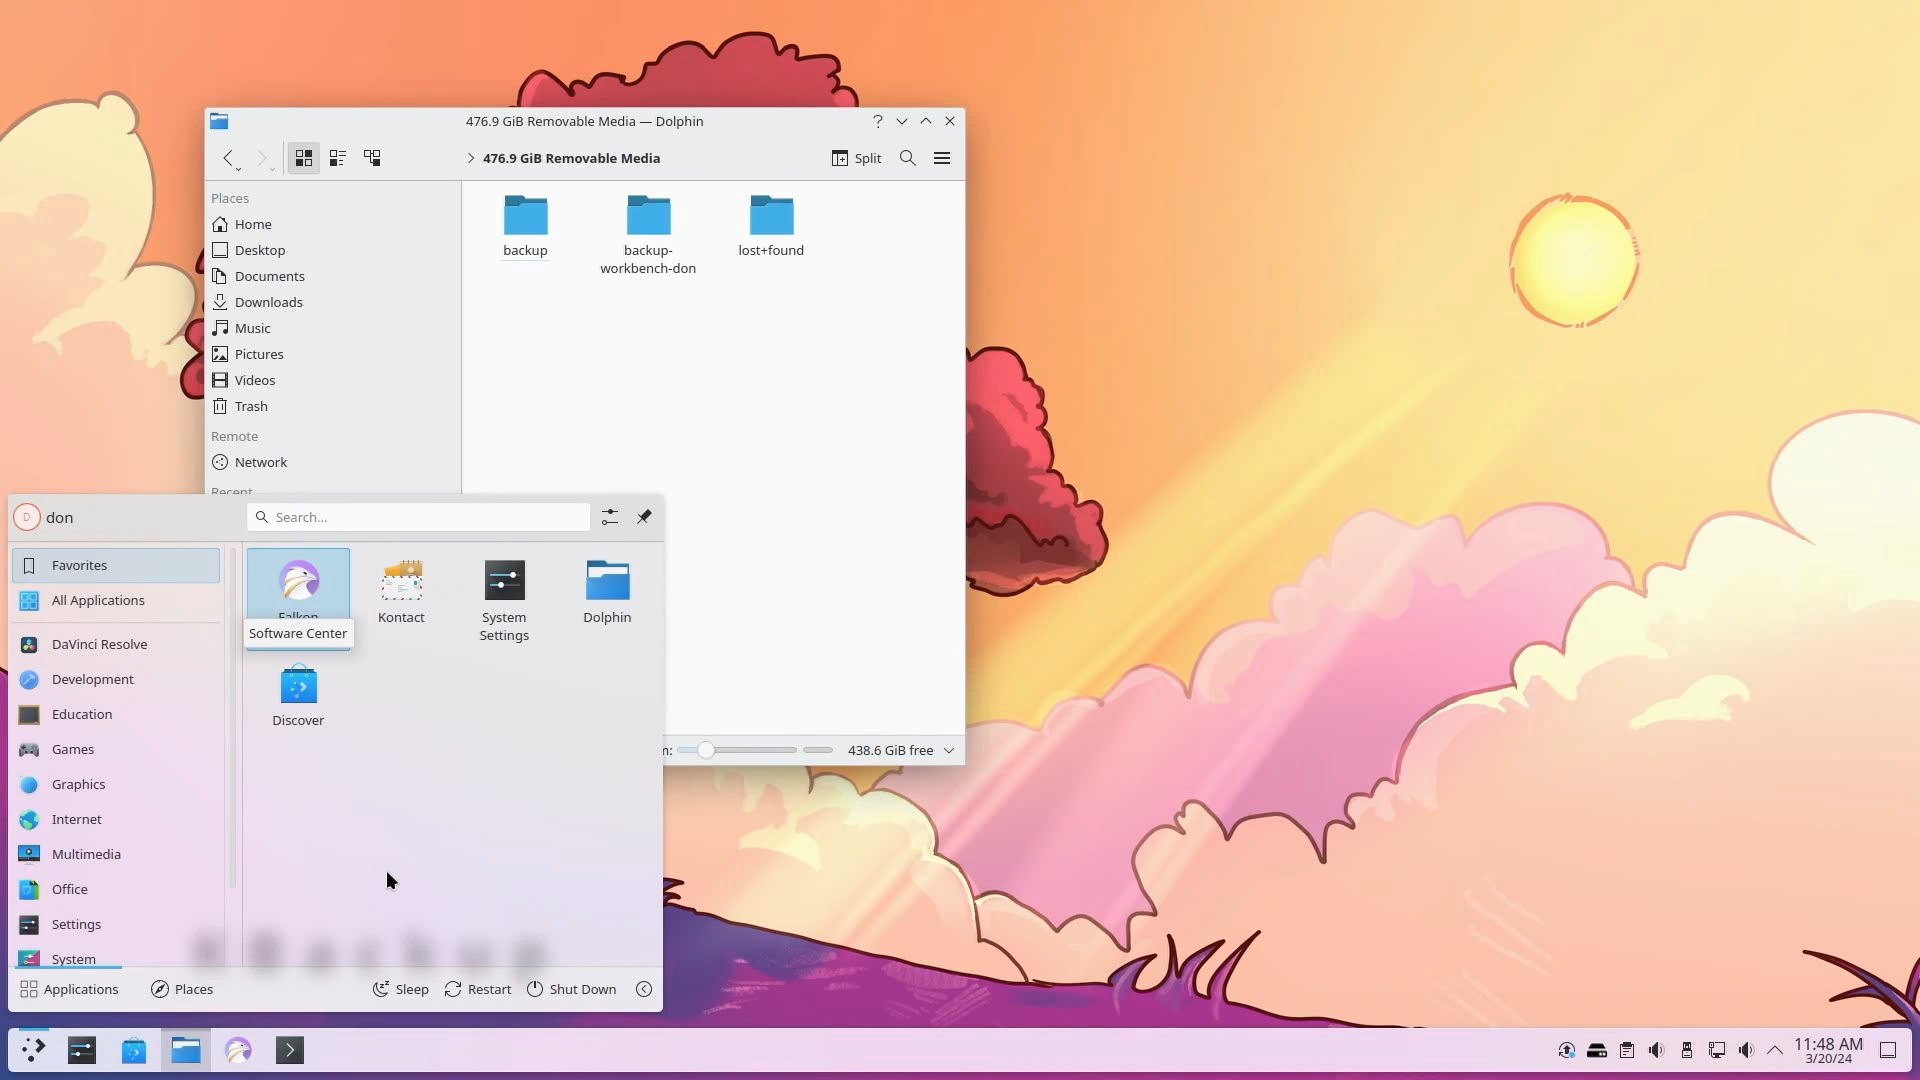 476.9 GiB Removable Media — Dolphin
476.9 GiB Removable Media
Split
Places
Home
Desktop
Documents
Downloads
Music
Pictures
Videos
Trash
Remote
Network
Recent
backup
backup-
workbench-don
lost+found
438.6 GiB free
D
don
Search...
Favorites
All Applications
DaVinci Resolve
Development
Education
Games
Graphics
Internet
Multimedia
Office
Settings
System
Falkon
Software Center
Kontact
System
Settings
Dolphin
Discover
KBackup
Applications
Places
Sleep
Restart
Shut Down
11:48 AM
3/20/24